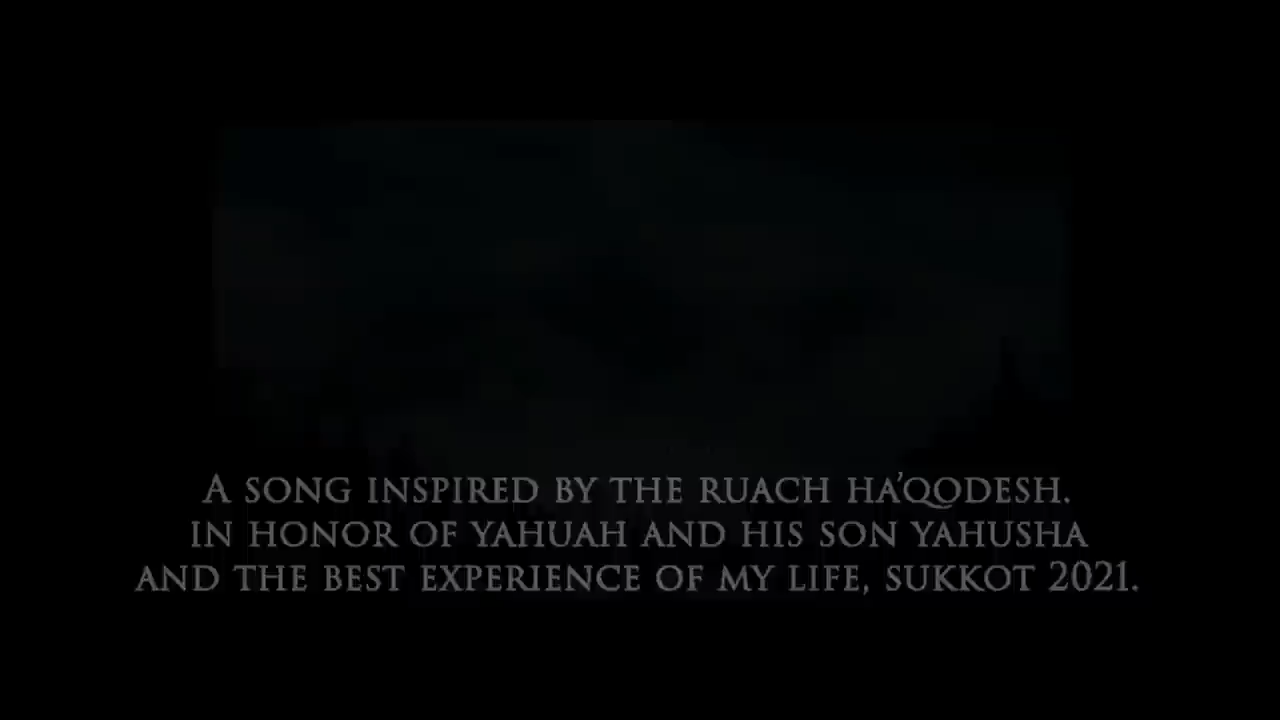 A SONG INSPIRED BY THE RUACH HA'QODESH.
IN HONOR OF YAHUAH AND HIS SON YAHUSHA
AND THE BEST EXPERIENCE OF MY LIFE, SUKKOT 2021.